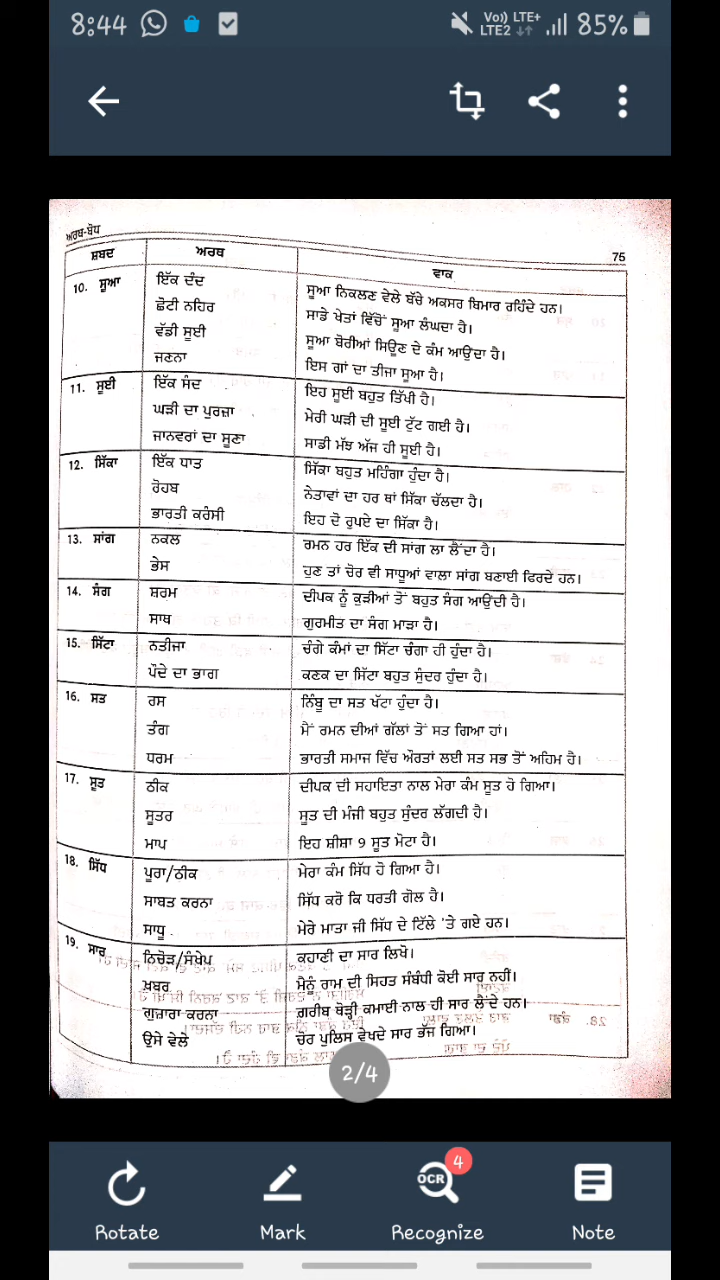 8:44 Vo)) LTE+ LTE2 85%
ਅਰਥ-ਬੋਧ 75
ਸ਼ਬਦ ਅਰਥ ਵਾਕ
10. ਸੂਆ ਇੱਕ ਦੰਦ ਸੂਆ ਨਿਕਲਣ ਵੇਲੇ ਬੱਚੇ ਅਕਸਰ ਬਿਮਾਰ ਰਹਿੰਦੇ ਹਨ।
ਛੋਟੀ ਨਹਿਰ ਸਾਡੇ ਖੇਤਾਂ ਵਿੱਚੋਂ ਸੂਆ ਲੰਘਦਾ ਹੈ।
ਵੱਡੀ ਸੂਈ ਸੂਆ ਬੋਰੀਆਂ ਸਿਊਣ ਦੇ ਕੰਮ ਆਉਂਦਾ ਹੈ।
ਜਣਨਾ ਇਸ ਗਾਂ ਦਾ ਤੀਜਾ ਸੂਆ ਹੈ।
11. ਸੂਈ ਇੱਕ ਸੰਦ ਇਹ ਸੂਈ ਬਹੁਤ ਤਿੱਖੀ ਹੈ।
ਘੜੀ ਦਾ ਪੁਰਜ਼ਾ ਮੇਰੀ ਘੜੀ ਦੀ ਸੂਈ ਟੁੱਟ ਗਈ ਹੈ।
ਜਾਨਵਰਾਂ ਦਾ ਸੂਣਾ ਸਾਡੀ ਮੱਝ ਅੱਜ ਹੀ ਸੂਈ ਹੈ।
12. ਸਿੱਕਾ ਇੱਕ ਧਾਤ ਸਿੱਕਾ ਬਹੁਤ ਮਹਿੰਗਾ ਹੁੰਦਾ ਹੈ।
ਰੋਹਬ ਨੇਤਾਵਾਂ ਦਾ ਹਰ ਥਾਂ ਸਿੱਕਾ ਚੱਲਦਾ ਹੈ।
ਭਾਰਤੀ ਕਰੰਸੀ ਇਹ ਦੋ ਰੁਪਏ ਦਾ ਸਿੱਕਾ ਹੈ।
13. ਸਾਂਗ ਨਕਲ ਰਮਨ ਹਰ ਇੱਕ ਦੀ ਸਾਂਗ ਲਾ ਲੈਂਦਾ ਹੈ।
ਭੇਸ ਹੁਣ ਤਾਂ ਚੋਰ ਵੀ ਸਾਧੂਆਂ ਵਾਲਾ ਸਾਂਗ ਬਣਾਈ ਫਿਰਦੇ ਹਨ।
14. ਸੰਗ ਸ਼ਰਮ ਦੀਪਕ ਨੂੰ ਕੁੜੀਆਂ ਤੋਂ ਬਹੁਤ ਸੰਗ ਆਉਂਦੀ ਹੈ।
ਸਾਥ ਗੁਰਮੀਤ ਦਾ ਸੰਗ ਮਾੜਾ ਹੈ।
15. ਸਿੱਟਾ ਨਤੀਜਾ ਚੰਗੇ ਕੰਮਾਂ ਦਾ ਸਿੱਟਾ ਚੰਗਾ ਹੀ ਹੁੰਦਾ ਹੈ।
ਪੌਦੇ ਦਾ ਭਾਗ ਕਣਕ ਦਾ ਸਿੱਟਾ ਬਹੁਤ ਸੁੰਦਰ ਹੁੰਦਾ ਹੈ।
16. ਸਤ ਰਸ ਨਿੰਬੂ ਦਾ ਸਤ ਖੱਟਾ ਹੁੰਦਾ ਹੈ।
ਤੰਗ ਮੈਂ ਰਮਨ ਦੀਆਂ ਗੱਲਾਂ ਤੋਂ ਸਤ ਗਿਆ ਹਾਂ।
ਧਰਮ ਭਾਰਤੀ ਸਮਾਜ ਵਿੱਚ ਔਰਤਾਂ ਲਈ ਸਤ ਸਭ ਤੋਂ ਅਹਿਮ ਹੈ।
17. ਸੂਤ ਠੀਕ ਦੀਪਕ ਦੀ ਸਹਾਇਤਾ ਨਾਲ ਮੇਰਾ ਕੰਮ ਸੂਤ ਹੋ ਗਿਆ।
ਸੂਤਰ ਸੂਤ ਦੀ ਮੰਜੀ ਬਹੁਤ ਸੁੰਦਰ ਲੱਗਦੀ ਹੈ।
ਮਾਪ ਇਹ ਸ਼ੀਸ਼ਾ 9 ਸੂਤ ਮੋਟਾ ਹੈ।
18. ਸਿੱਧ ਪੂਰਾ/ਠੀਕ ਮੇਰਾ ਕੰਮ ਸਿੱਧ ਹੋ ਗਿਆ ਹੈ।
ਸਾਬਤ ਕਰਨਾ ਸਿੱਧ ਕਰੋ ਕਿ ਧਰਤੀ ਗੋਲ ਹੈ।
ਸਾਧੂ ਮੇਰੇ ਮਾਤਾ ਜੀ ਸਿੱਧ ਦੇ ਟਿੱਲੇ 'ਤੇ ਗਏ ਹਨ।
19. ਸਾਰ ਨਿਚੋੜ/ਸੰਖੇਪ ਕਹਾਣੀ ਦਾ ਸਾਰ ਲਿਖੋ।
ਖ਼ਬਰ ਮੈਨੂੰ ਰਾਮ ਦੀ ਸਿਹਤ ਸੰਬੰਧੀ ਕੋਈ ਸਾਰ ਨਹੀਂ।
ਗੁਜ਼ਾਰਾ ਕਰਨਾ ਗ਼ਰੀਬ ਥੋੜ੍ਹੀ ਕਮਾਈ ਨਾਲ ਹੀ ਸਾਰ ਲੈਂਦੇ ਹਨ।
ਉਸੇ ਵੇਲੇ ਚੋਰ ਪੁਲਿਸ ਵੇਖਦੇ ਸਾਰ ਭੱਜ ਗਿਆ।
2/4
OCR 4
Rotate Mark Recognize Note